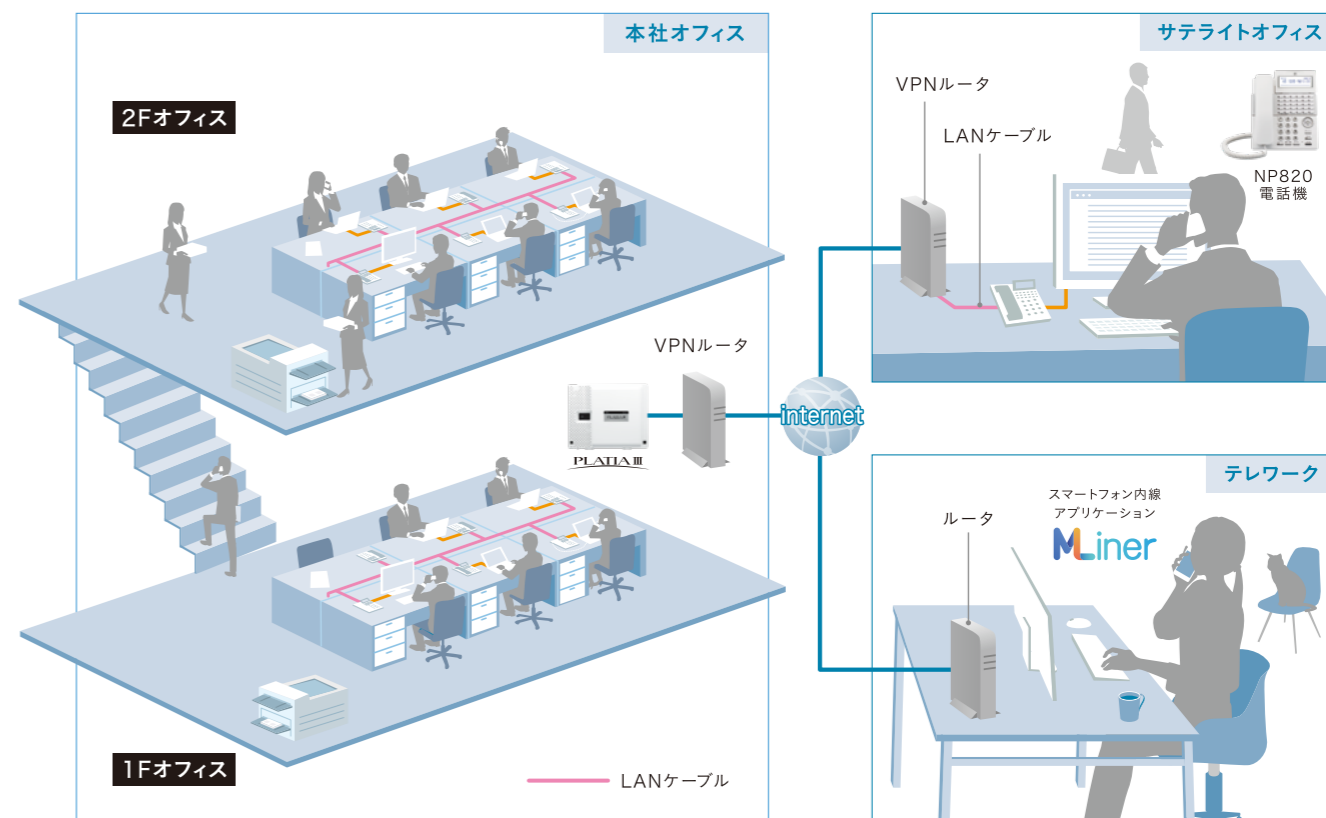 本社オフィス
2Fオフィス
VPNルータ
PLATIA III
internet
1Fオフィス
LANケーブル
サテライトオフィス
VPNルータ
LANケーブル
NP820
電話機
テレワーク
スマートフォン内線
アプリケーション
MLiner
ルータ